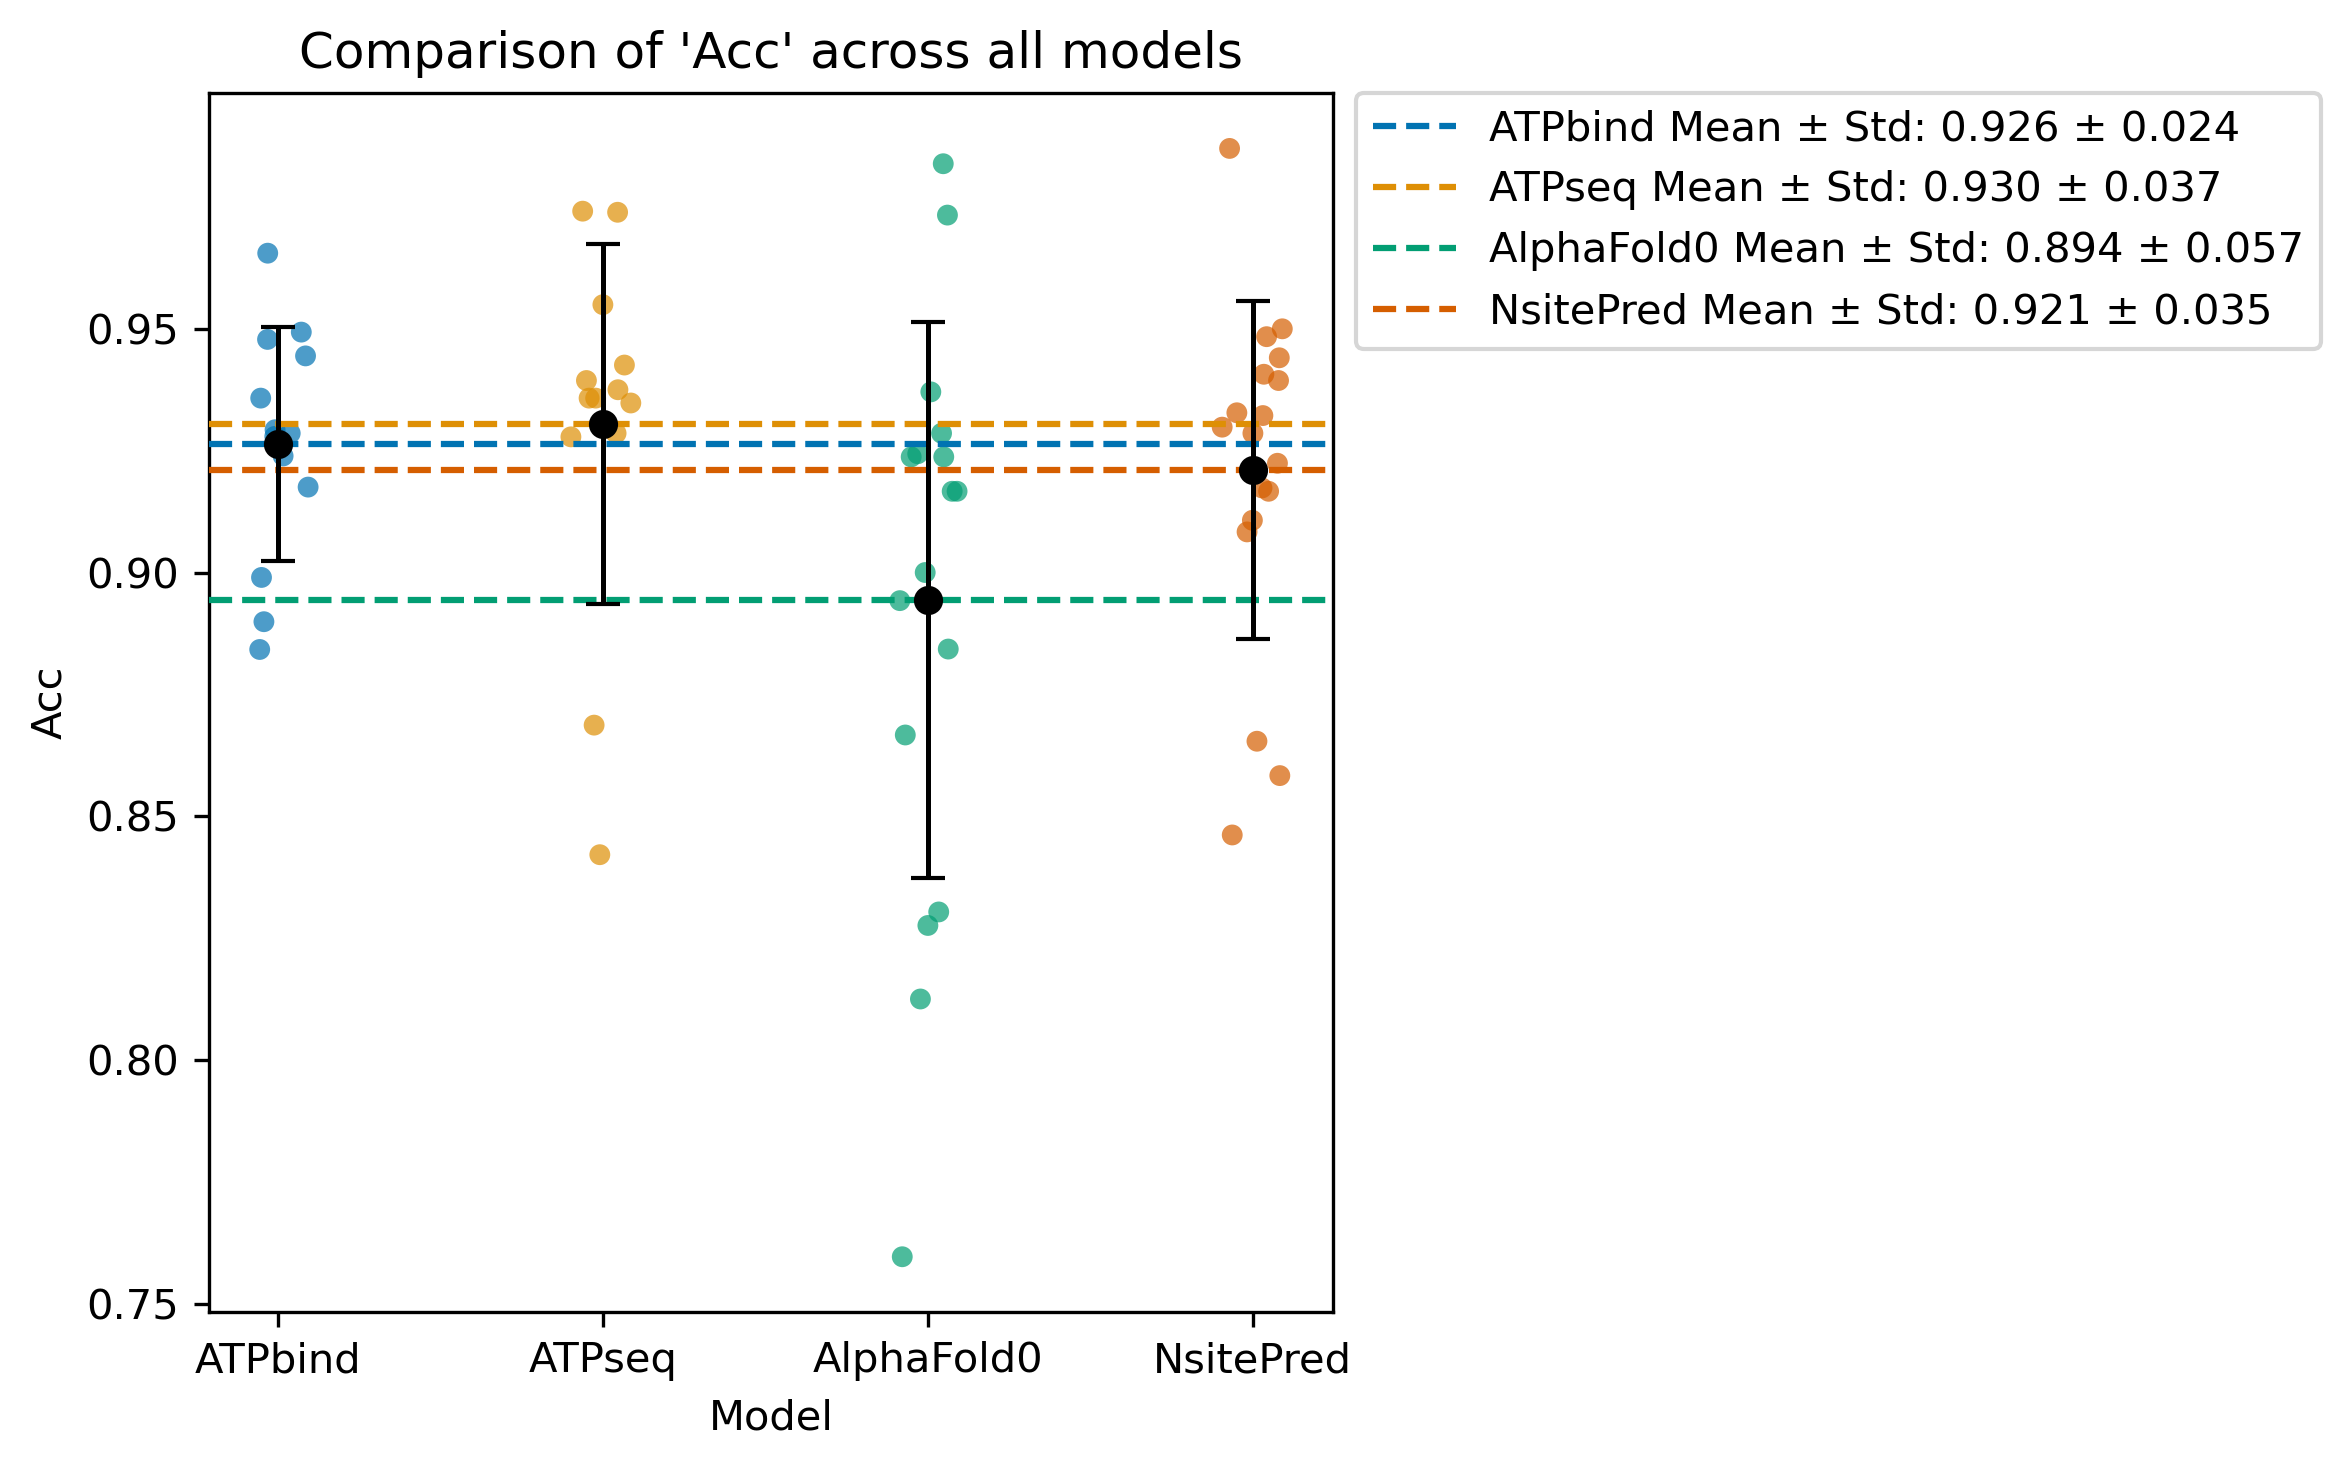 Comparison of 'Acc' across all models
ATPbind Mean ± Std: 0.926 ± 0.024
ATPseq Mean ± Std: 0.930 ± 0.037
AlphaFold0 Mean ± Std: 0.894 ± 0.057
NsitePred Mean ± Std: 0.921 ± 0.035
0.95
0.90
0.85
0.80
0.75
Acc
ATPbind ATPseq AlphaFold0 NsitePred
Model